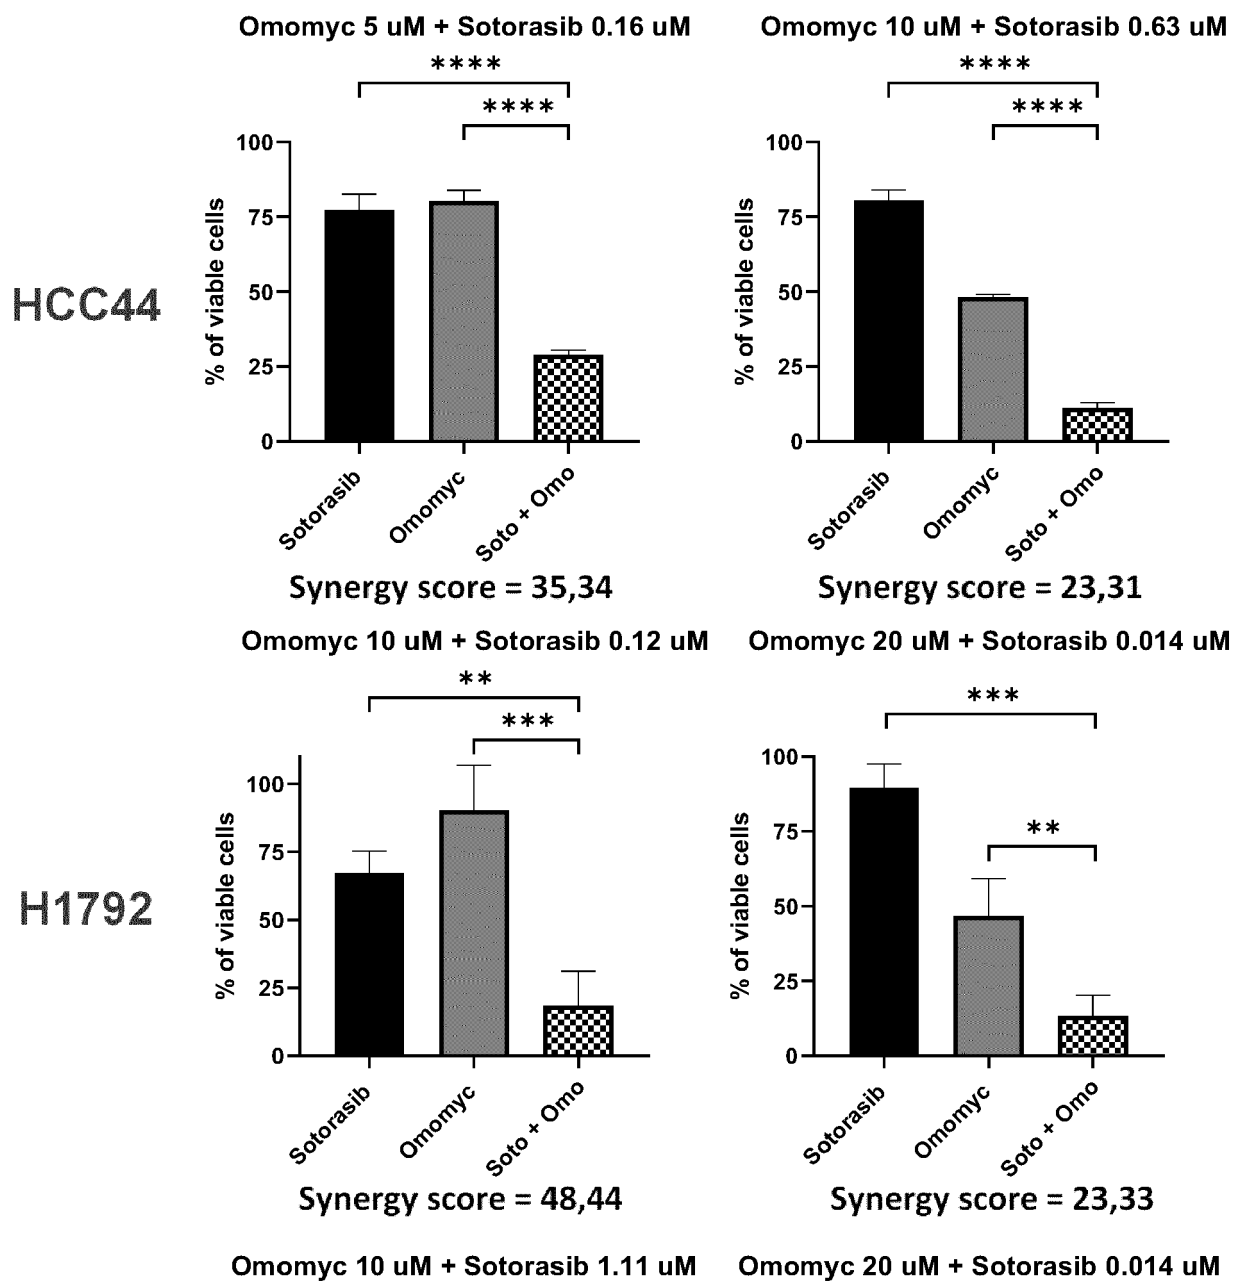 Omomyc 5 uM + Sotorasib 0.16 uM
****
****
100
75
50
25
0
% of viable cells
Sotorasib
Omomyc
Soto + Omo
Synergy score = 35,34
Omomyc 10 uM + Sotorasib 0.63 uM
****
****
100
75
50
25
0
% of viable cells
Sotorasib
Omomyc
Soto + Omo
Synergy score = 23,31
HCC44
Omomyc 10 uM + Sotorasib 0.12 uM
**
***
100
75
50
25
0
% of viable cells
Sotorasib
Omomyc
Soto + Omo
Synergy score = 48,44
Omomyc 20 uM + Sotorasib 0.014 uM
***
**
100
75
50
25
0
% of viable cells
Sotorasib
Omomyc
Soto + Omo
Synergy score = 23,33
H1792
Omomyc 10 uM + Sotorasib 1.11 uM
Omomyc 20 uM + Sotorasib 0.014 uM